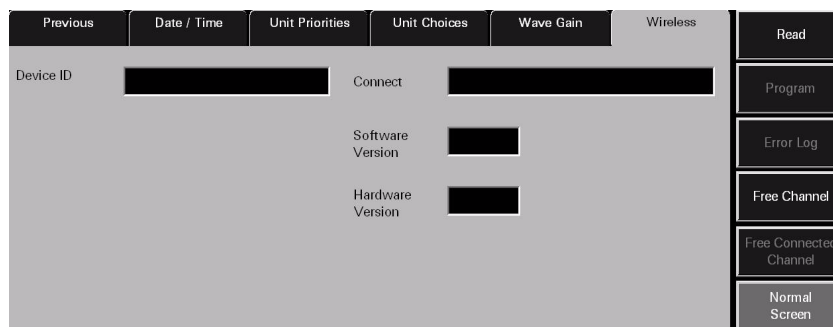 Previous
Date / Time
Unit Priorities
Unit Choices
Wave Gain
Wireless
Read
Device ID
Connect
Program
Software
Version
Error Log
Hardware
Version
Free Channel
Free Connected
Channel
Normal
Screen